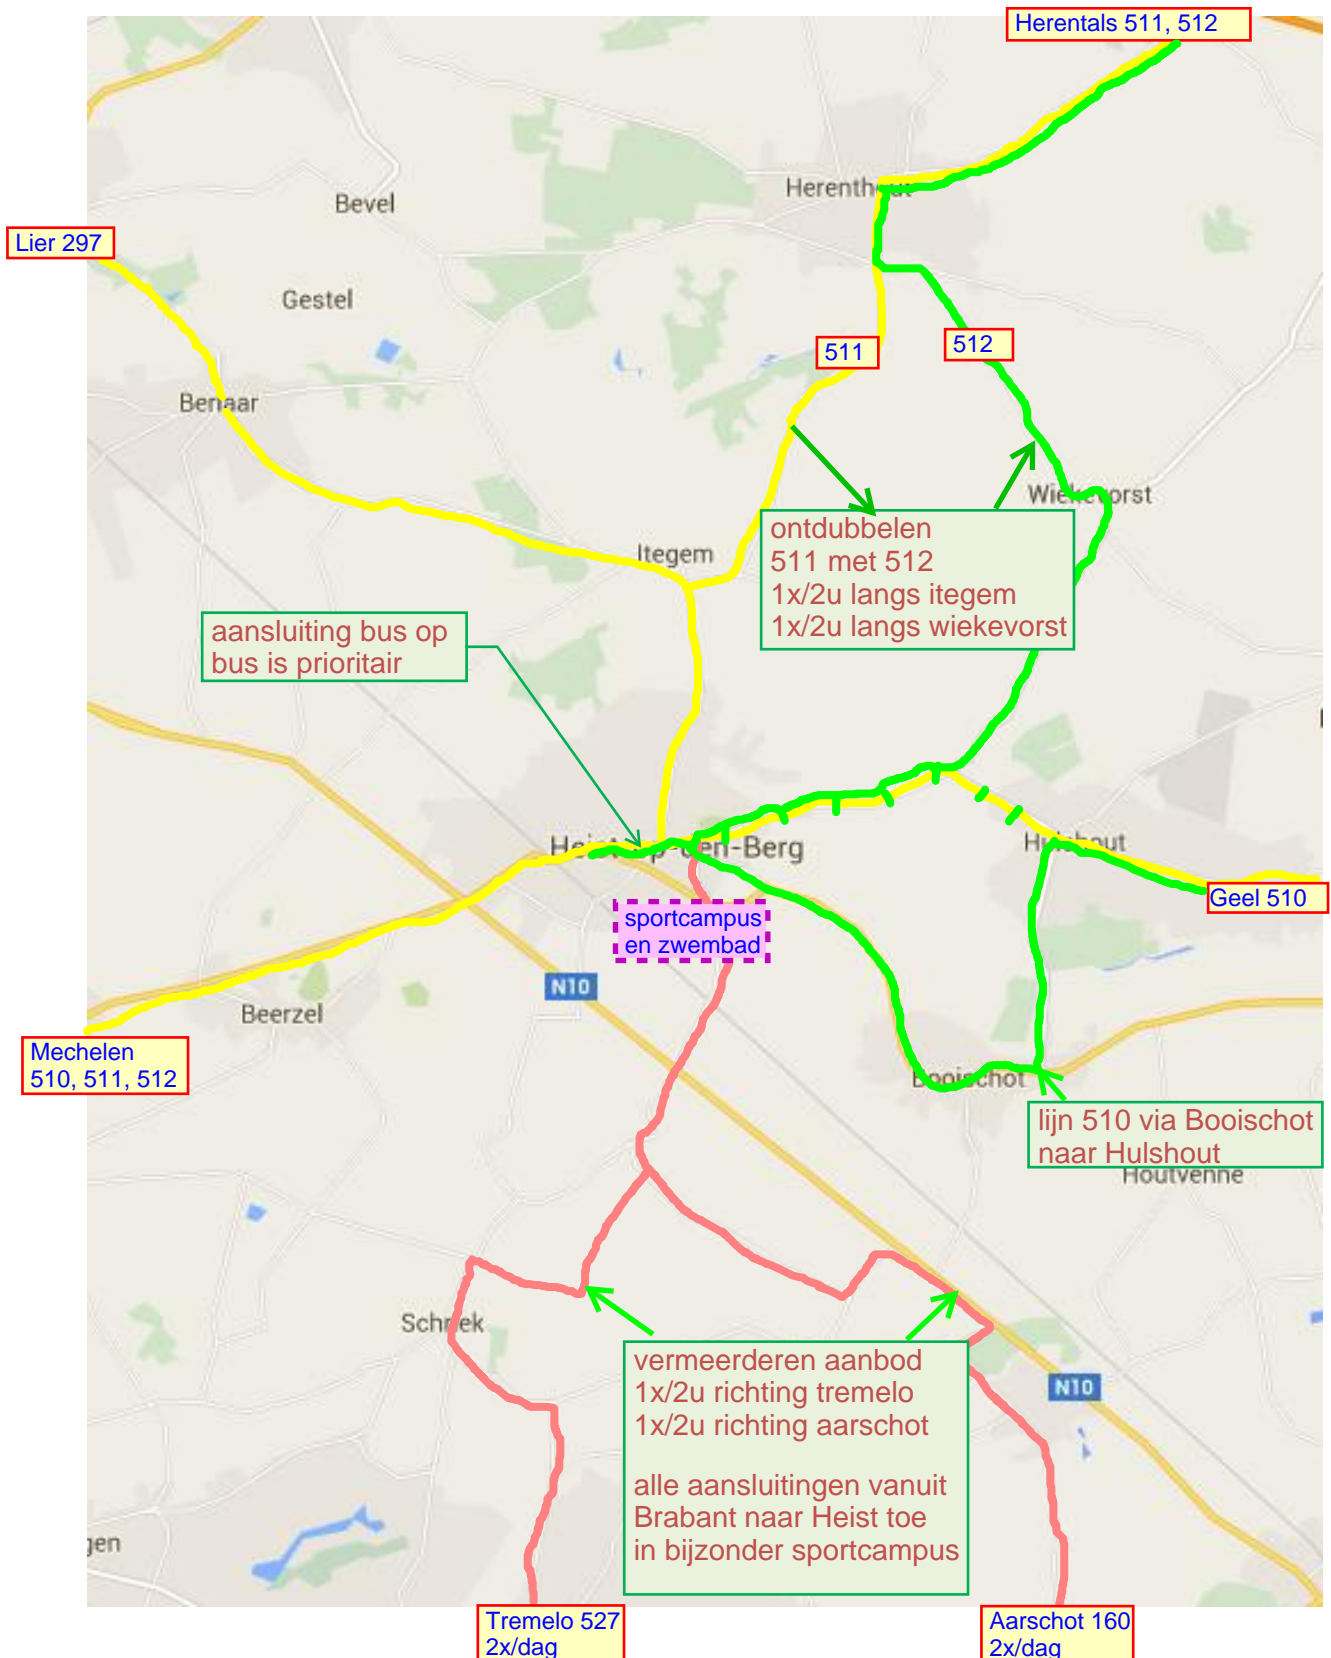 Herentals 511, 512
Herenthout
Bevel
Lier 297
Gestel
511
512
Berlaar
Wiekevorst
ontdubbelen
511 met 512
1x/2u langs itegem
1x/2u langs wiekevorst
Itegem
aansluiting bus op
bus is prioritair
Heist-op-den-Berg
Hulshout
Geel 510
sportcampus
en zwembad
N10
Beerzel
Mechelen
510, 511, 512
Booischot
lijn 510 via Booischot
naar Hulshout
Houtvenne
Schriek
vermeerderen aanbod
1x/2u richting tremelo
1x/2u richting aarschot
alle aansluitingen vanuit
Brabant naar Heist toe
in bijzonder sportcampus
N10
gen
Tremelo 527
2x/dag
Aarschot 160
2x/dag